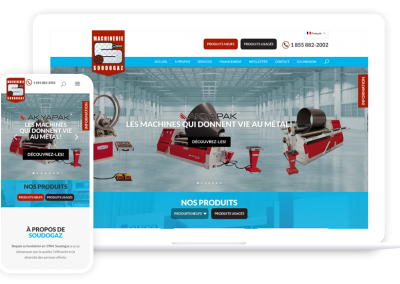 MACHINERIE
SOUDOGAZ
Français
PRODUITS NEUFS
PRODUITS USAGÉS
1 855 882-2002
ACCUEIL
À PROPOS
SERVICES
FINANCEMENT
INFOLETTRE
CONTACT
SOUMISSION
INFORMATION
AKYAPAK
LES MACHINES QUI DONNENT VIE AU MÉTAL!
DÉCOUVREZ-LES!
NOS PRODUITS
PRODUITS NEUFS
PRODUITS USAGÉS
MACHINERIE
SOUDOGAZ
1 855 882-2002
INFORMATION
AKYAPAK
LES MACHINES
QUI DONNENT VIE
AU MÉTAL!
DÉCOUVREZ-LES!
NOS PRODUITS
PRODUITS NEUFS
PRODUITS USAGÉS
À PROPOS DE
SOUDOGAZ